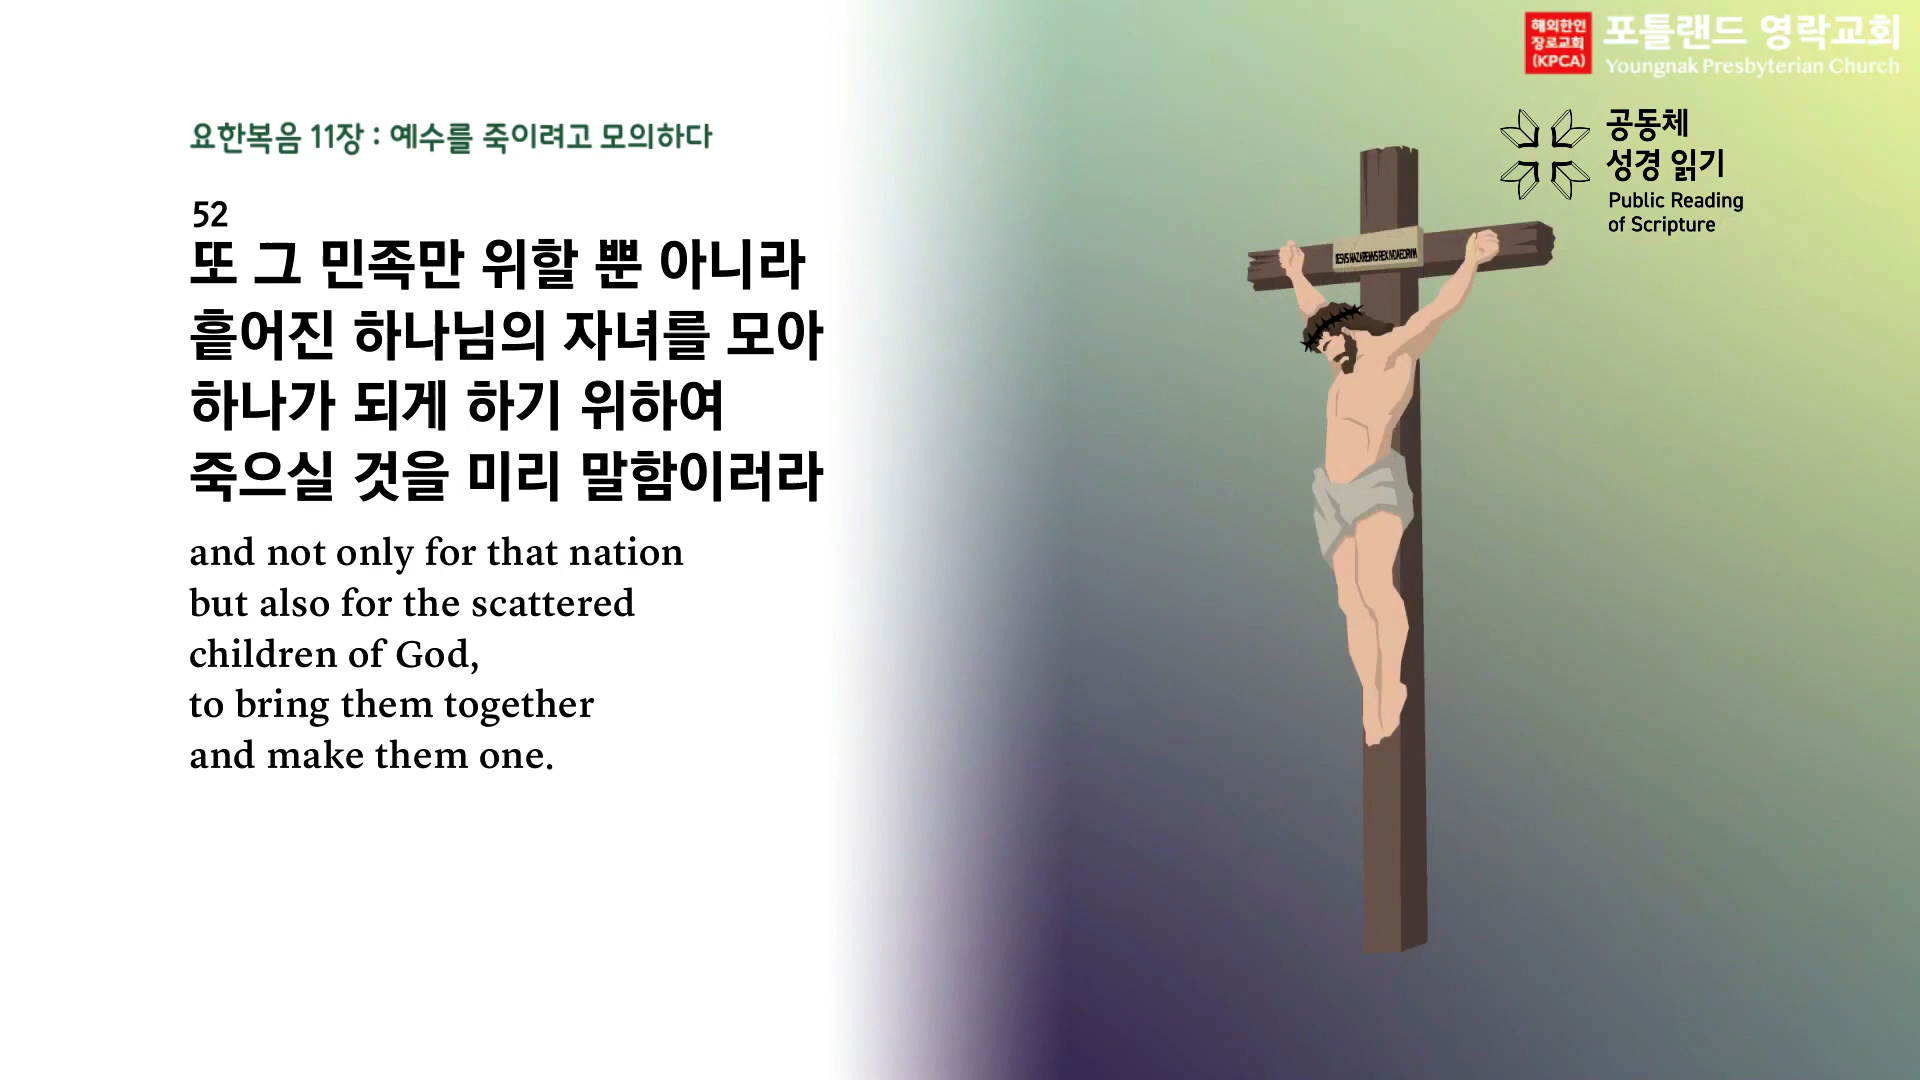 해외한인
장로교회
(KPCA)
포틀랜드 영락교회
Youngnak Presbyterian Church
공동체
성경 읽기
Public Reading
of Scripture
요한복음 11장 : 예수를 죽이려고 모의하다
52
또 그 민족만 위할 뿐 아니라
흩어진 하나님의 자녀를 모아
하나가 되게 하기 위하여
죽으실 것을 미리 말함이러라
and not only for that nation
but also for the scattered
children of God,
to bring them together
and make them one.
IESVS NAZARENVS REX IVDAEORVM